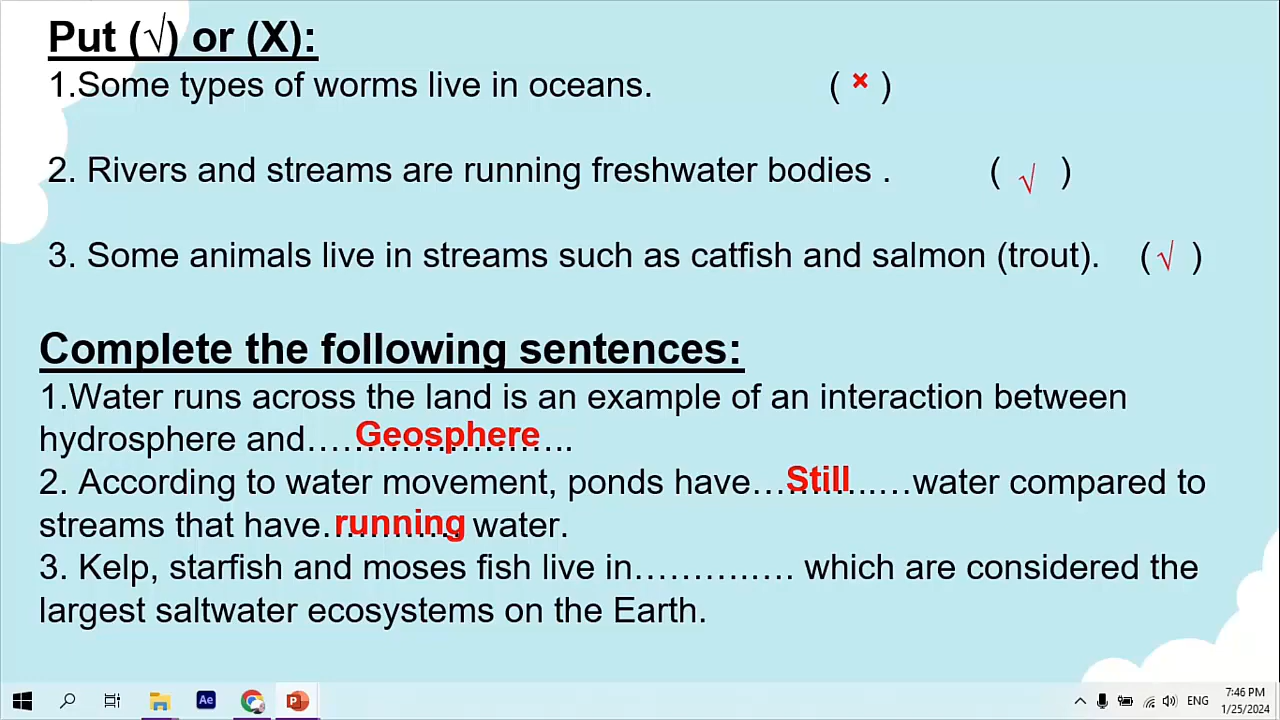 Put (√) or (X):
1.Some types of worms live in oceans. ( × )
2. Rivers and streams are running freshwater bodies . ( √ )
3. Some animals live in streams such as catfish and salmon (trout). ( √ )
Complete the following sentences:
1.Water runs across the land is an example of an interaction between
hydrosphere and....Geosphere..
2. According to water movement, ponds have...Still.....water compared to
streams that have.running water.
3. Kelp, starfish and moses fish live in................ which are considered the
largest saltwater ecosystems on the Earth.
Ae
P
ENG
7:46 PM
1/25/2024